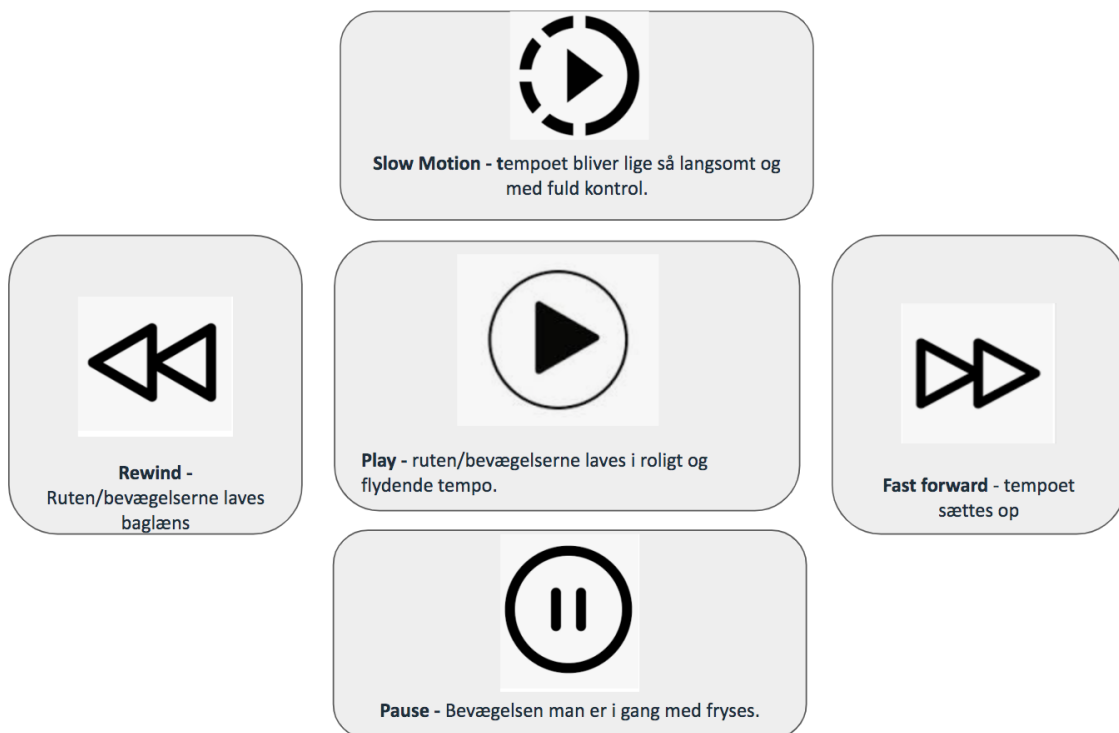 Slow Motion - tempoet bliver lige så langsomt og
med fuld kontrol.
Rewind -
Ruten/bevægelserne laves
baglæns
Play - ruten/bevægelserne laves i roligt og
flydende tempo.
Fast forward - tempoet
sættes op
Pause - Bevægelsen man er i gang med fryses.